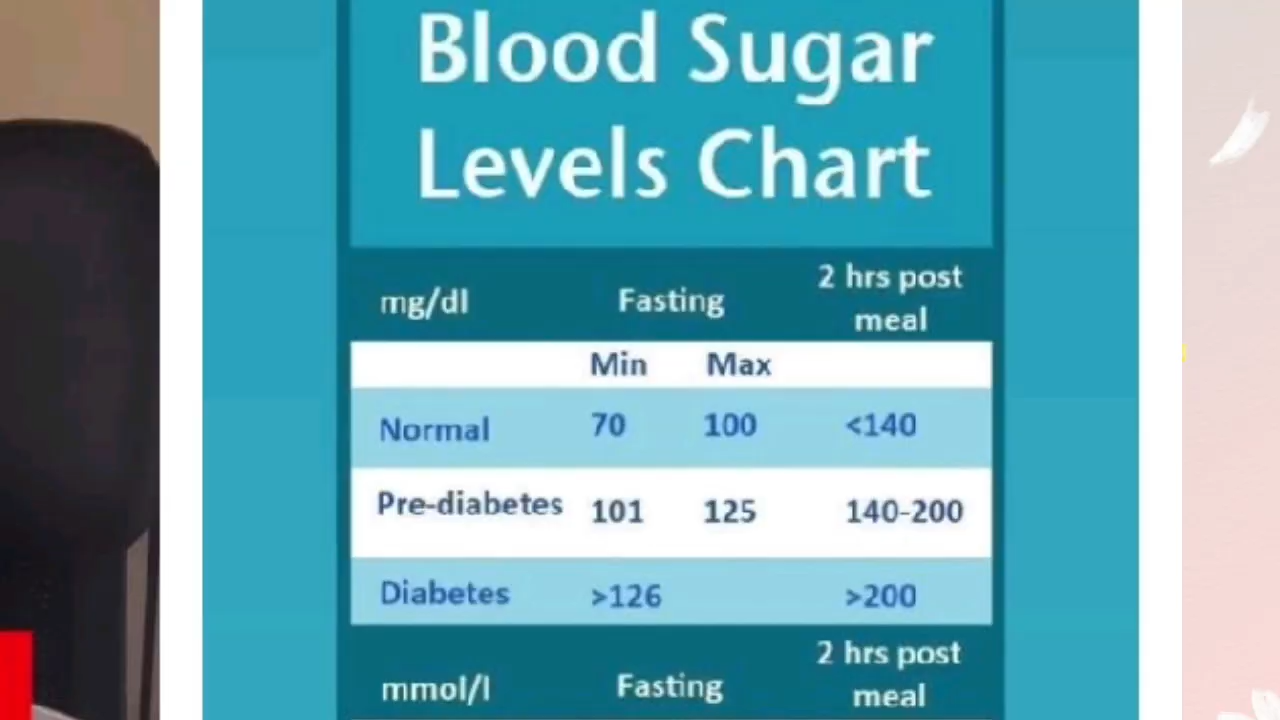 Blood Sugar
Levels Chart
mg/dl Fasting 2 hrs post meal
Min Max
Normal 70 100 <140
Pre-diabetes 101 125 140-200
Diabetes >126 >200
mmol/l Fasting 2 hrs post meal